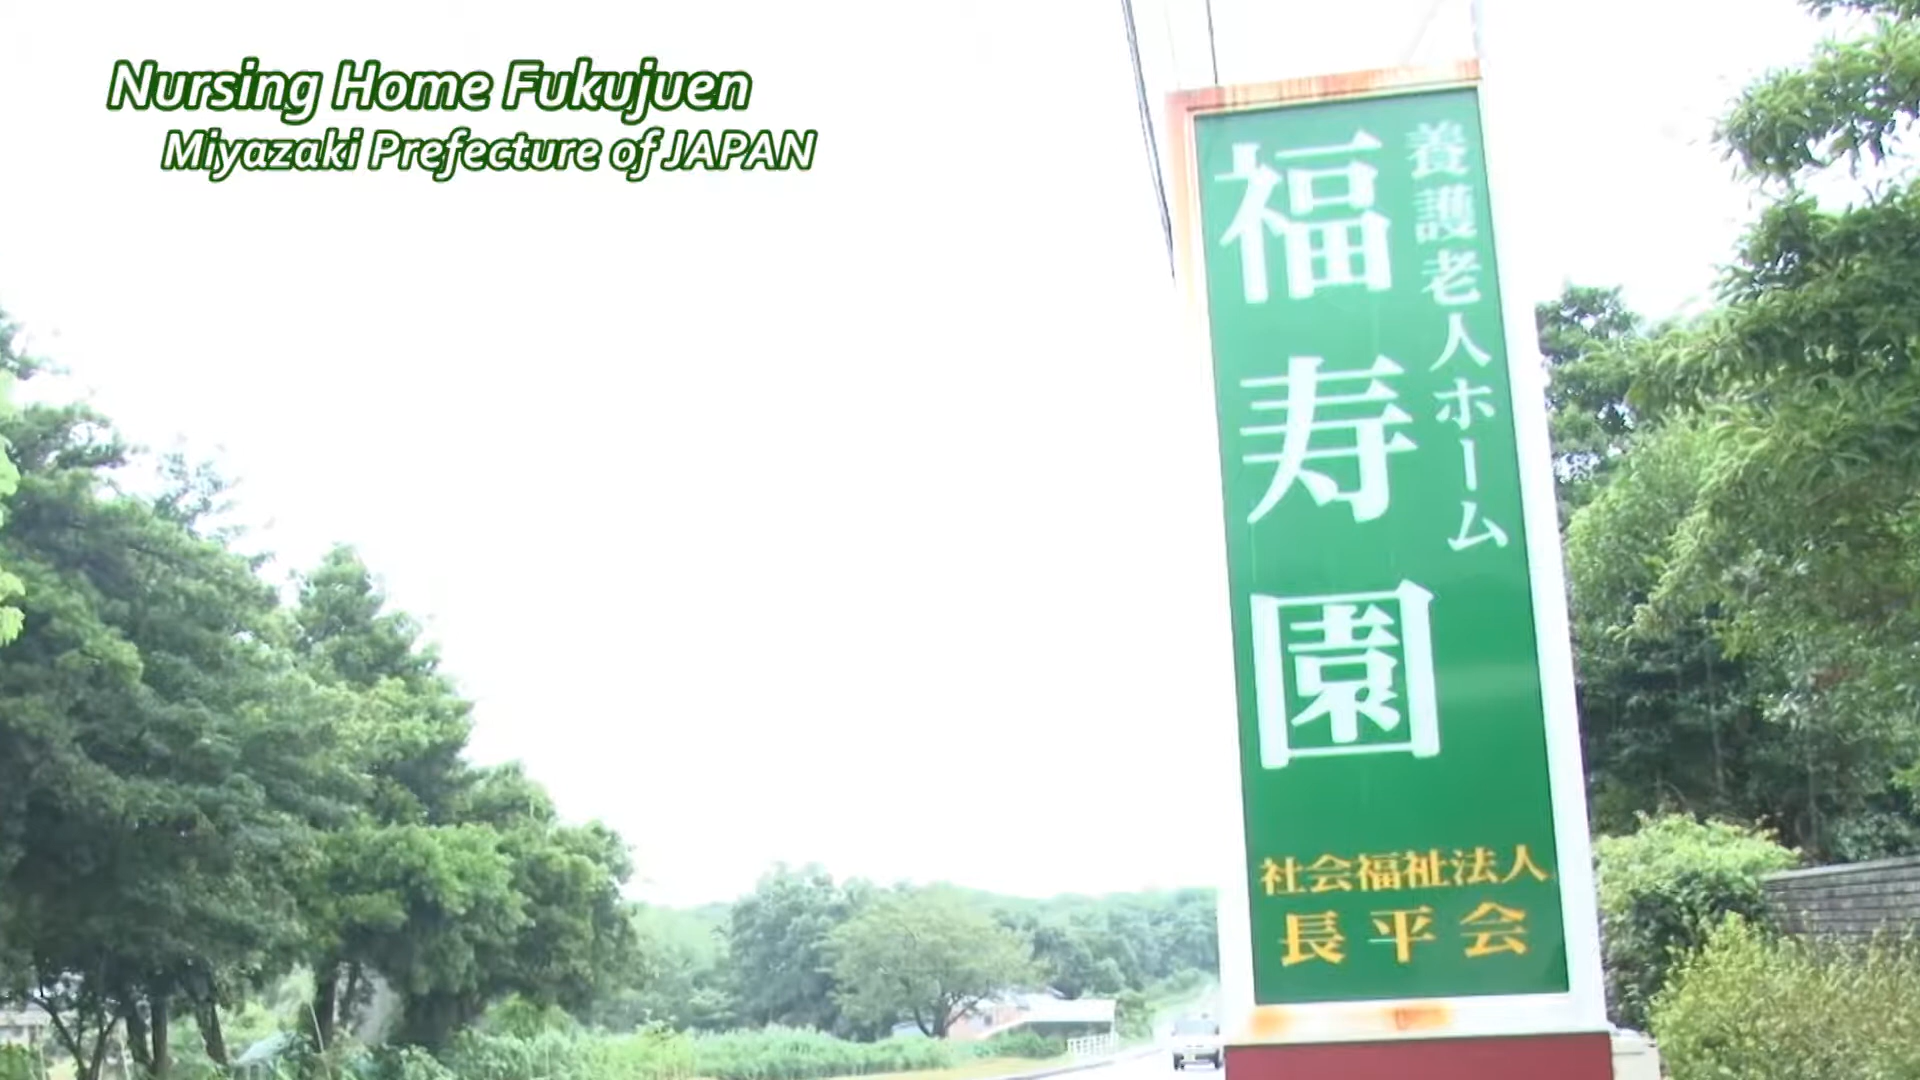 Nursing Home Fukujuen
Miyazaki Prefecture of JAPAN
養護老人ホーム
福寿園
社会福祉法人
長平会